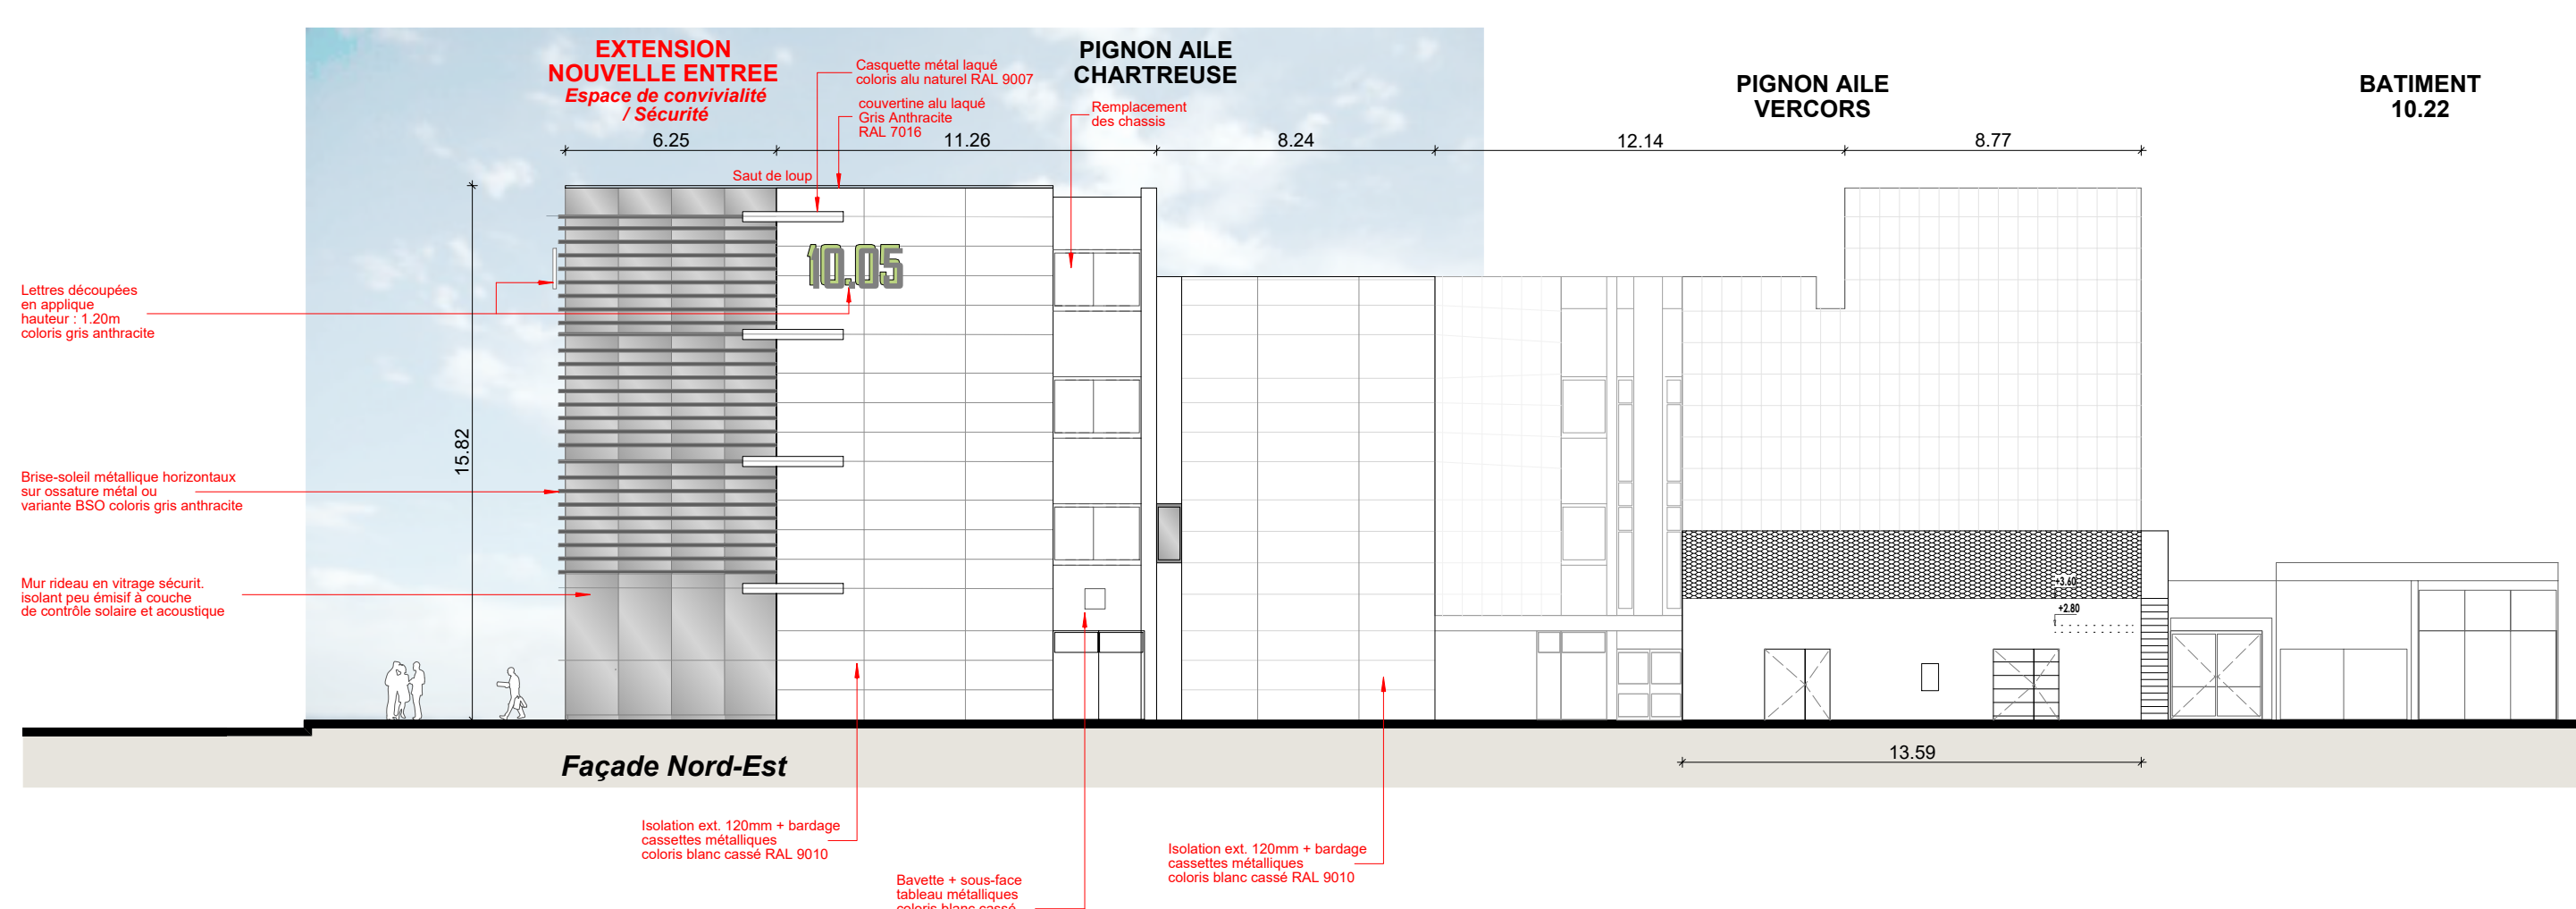 EXTENSION
NOUVELLE ENTREE
Espace de convivialité
/ Sécurité
PIGNON AILE
CHARTREUSE
PIGNON AILE
VERCORS
BATIMENT
10.22
Casquette métal laqué
coloris alu naturel RAL 9007
couvertine alu laqué
Gris Anthracite
RAL 7016
Remplacement
des chassis
6.25
11.26
8.24
12.14
8.77
Saut de loup
10.05
15.82
Lettres découpées
en applique
hauteur : 1.20m
coloris gris anthracite
Brise-soleil métallique horizontaux
sur ossature métal ou
variante BSO coloris gris anthracite
Mur rideau en vitrage sécurit.
isolant peu émisif à couche
de contrôle solaire et acoustique
+3.60
+2.80
Façade Nord-Est
13.59
Isolation ext. 120mm + bardage
cassettes métalliques
coloris blanc cassé RAL 9010
Bavette + sous-face
tableau métalliques
coloris blanc cassé
Isolation ext. 120mm + bardage
cassettes métalliques
coloris blanc cassé RAL 9010